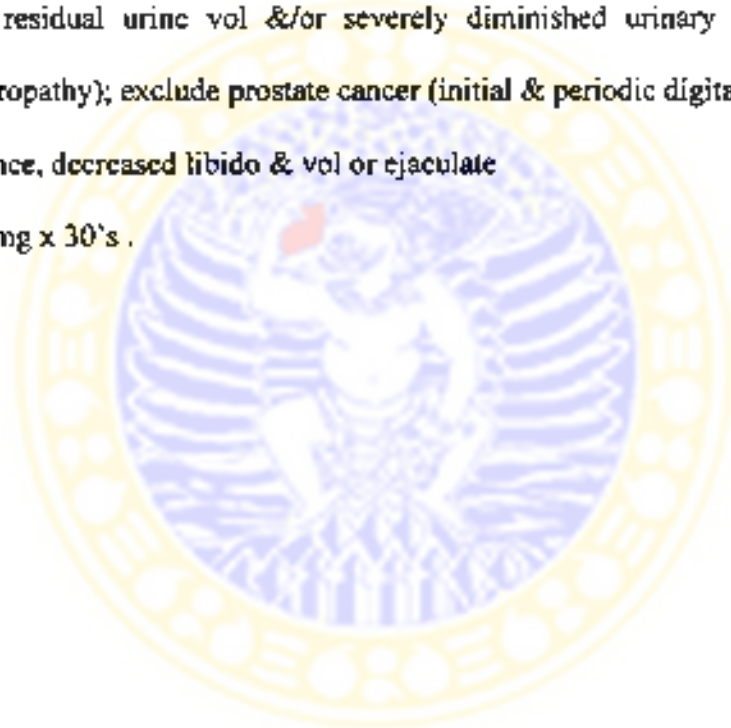 residual urine vol &/or severely diminished urinary
ropathy); exclude prostate cancer (initial & periodic digita
nce, decreased libido & vol or ejaculate
mg x 30`s .